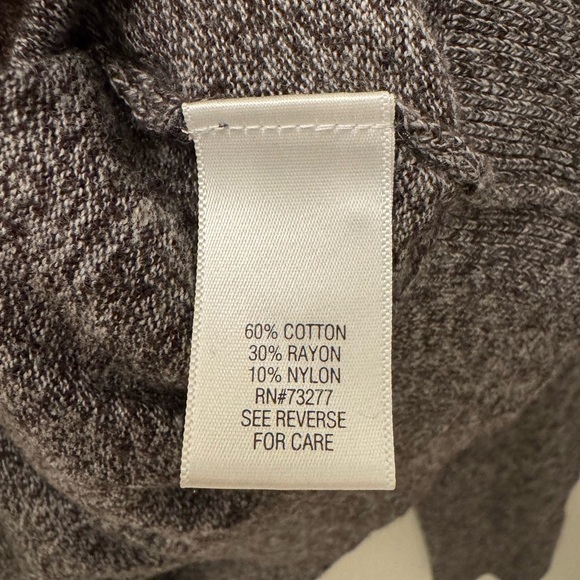 60% COTTON
30% RAYON
10% NYLON
RN#73277
SEE REVERSE
FOR CARE